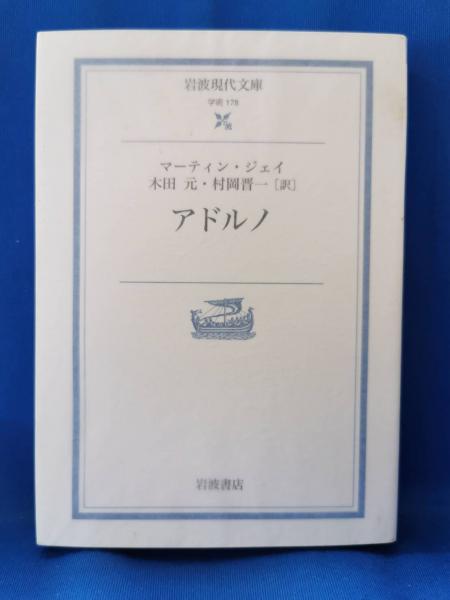 岩波現代文庫
学術 178
マーティン・ジェイ
木田 元・村岡晋一［訳］
アドルノ
岩波書店